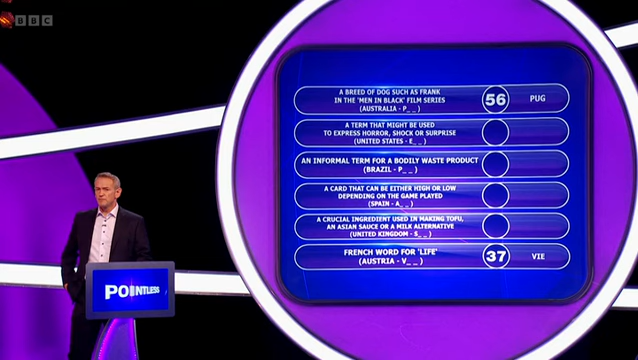 BBC
A BREED OF DOG SUCH AS FRANK
IN THE 'MEN IN BLACK' FILM SERIES
(AUSTRALIA - P_ _ )
56
PUG
A TERM THAT MIGHT BE USED
TO EXPRESS HORROR, SHOCK OR SURPRISE
(UNITED STATES - E_ _ )
AN INFORMAL TERM FOR A BODILY WASTE PRODUCT
(BRAZIL - P_ _ )
A CARD THAT CAN BE EITHER HIGH OR LOW
DEPENDING ON THE GAME PLAYED
(SPAIN - A_ _ )
A CRUCIAL INGREDIENT USED IN MAKING TOFU,
AN ASIAN SAUCE OR A MILK ALTERNATIVE
(UNITED KINGDOM - S_ _ )
FRENCH WORD FOR 'LIFE'
(AUSTRIA - V_ _ )
37
VIE
POINTLESS